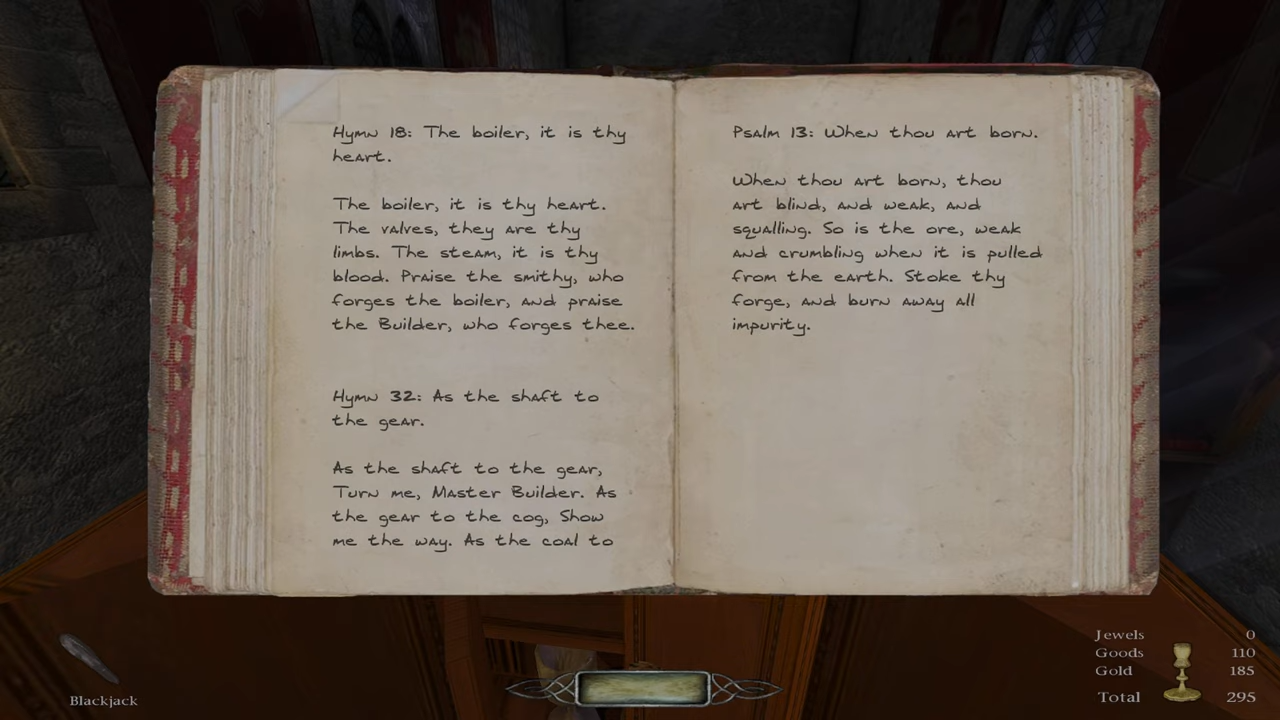 Hymn 18: The boiler, it is thy
heart.
The boiler, it is thy heart.
The valves, they are thy
limbs. The steam, it is thy
blood. Praise the smithy, who
forges the boiler, and praise
the Builder, who forges thee.
Hymn 32: As the shaft to
the gear.
As the shaft to the gear,
Turn me, Master Builder. As
the gear to the cog, Show
me the way. As the coal to
Psalm 13: When thou art born.
When thou art born, thou
art blind, and weak, and
squalling. So is the ore, weak
and crumbling when it is pulled
from the earth. Stoke thy
forge, and burn away all
impurity.
Blackjack
Jewels 0
Goods 110
Gold 185
Total 295